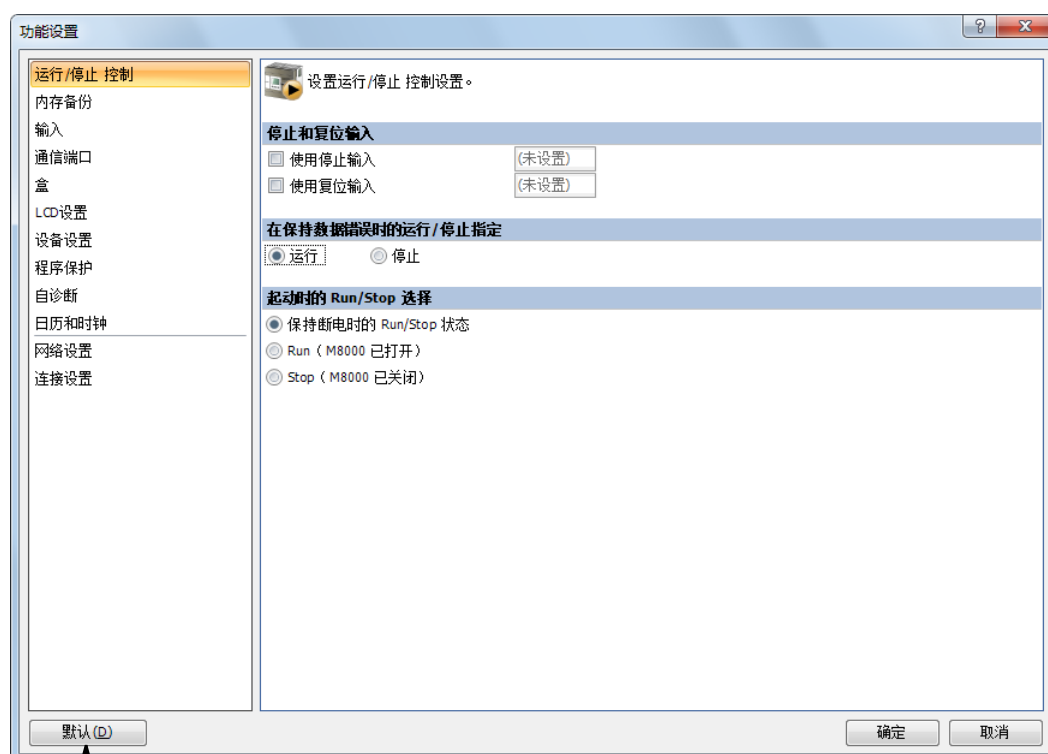 功能设置
运行/停止 控制
内存备份
输入
通信端口
盒
LCD设置
设备设置
程序保护
自诊断
日历和时钟
网络设置
连接设置
设置运行/停止 控制设置。
停止和复位输入
使用停止输入 (未设置)
使用复位输入 (未设置)
在保持数据错误时的运行/停止指定
运行 停止
起动时的 Run/Stop 选择
保持断电时的 Run/Stop 状态
Run ( M8000 已打开)
Stop ( M8000 已关闭)
默认(D) 确定 取消